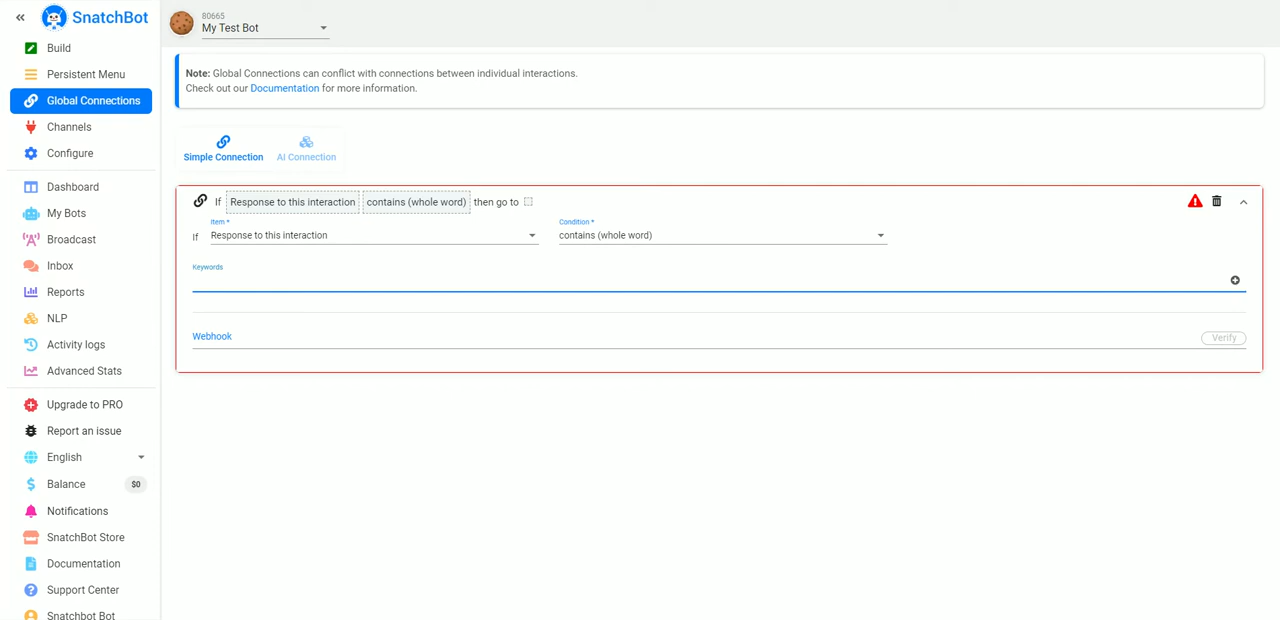 SnatchBot
80665
My Test Bot
Build
Persistent Menu
Global Connections
Channels
Configure
Dashboard
My Bots
Broadcast
Inbox
Reports
NLP
Activity logs
Advanced Stats
Upgrade to PRO
Report an issue
English
Balance $0
Notifications
SnatchBot Store
Documentation
Support Center
Snatchbot Bot
Note: Global Connections can conflict with connections between individual interactions.
Check out our Documentation for more information.
Simple Connection AI Connection
If Response to this interaction contains (whole word) then go to
Item * Condition *
If Response to this interaction contains (whole word)
Keywords
Webhook Verify